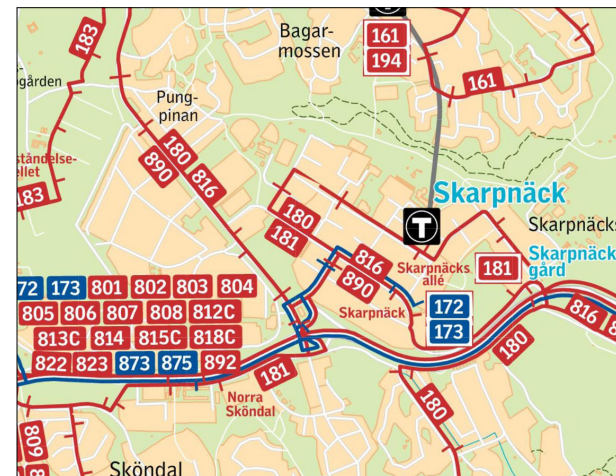 183
Bagar-
mossen
161
194
161
Pung-
pinan
gården
ståndelse-
ellet
183
180
816
890
Skarpnäck
T
Skarpnäcks
180
181
816
890
Skarpnäcks
allé
181
Skarpnäck
gård
Skarpnäck
172
173
72 173 801 802 803 804
805 806 807 808 812C
813C 814 815C 818C
822 823 873 875 892
816
180
181
Norra
Sköndal
180
809
Sköndal